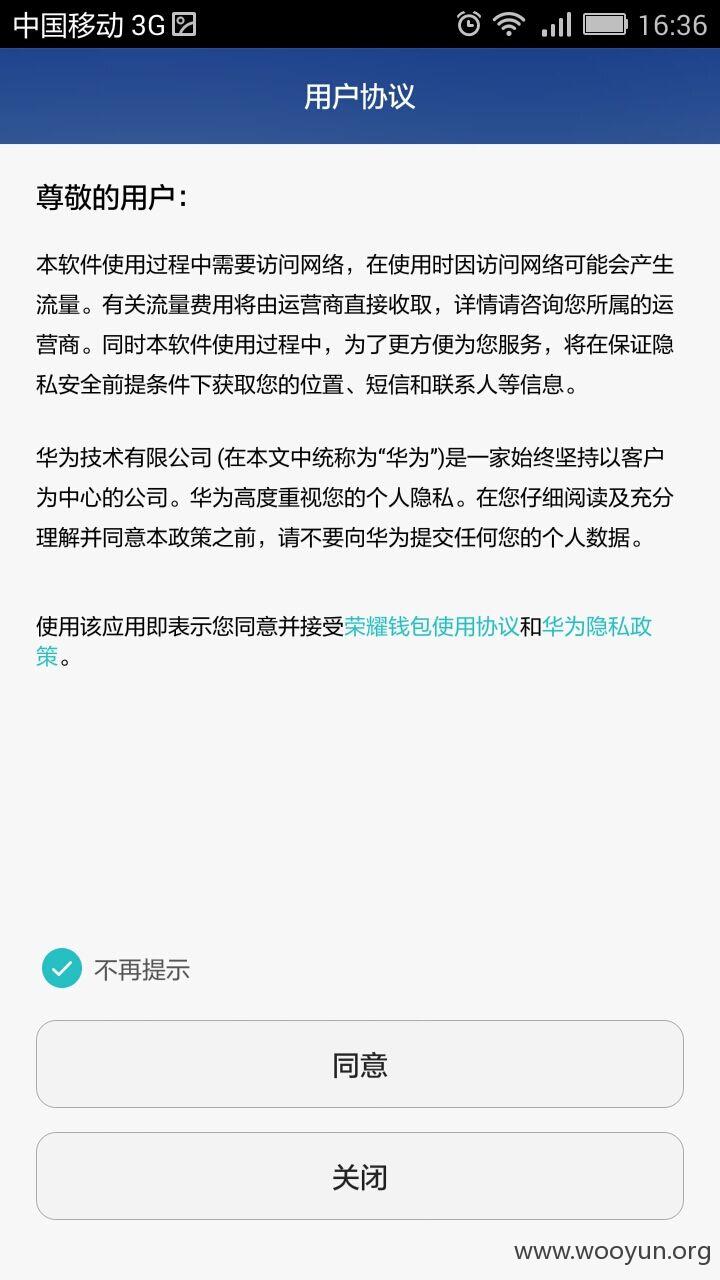 中国移动 3G 16:36
用户协议
尊敬的用户：
本软件使用过程中需要访问网络，在使用时因访问网络可能会产生
流量。有关流量费用将由运营商直接收取，详情请咨询您所属的运
营商。同时本软件使用过程中，为了更方便为您服务，将在保证隐
私安全前提条件下获取您的位置、短信和联系人等信息。
华为技术有限公司 (在本文中统称为“华为”)是一家始终坚持以客户
为中心的公司。华为高度重视您的个人隐私。在您仔细阅读及充分
理解并同意本政策之前，请不要向华为提交任何您的个人数据。
使用该应用即表示您同意并接受荣耀钱包使用协议和华为隐私政
策。
不再提示
同意
关闭
www.wooyun.org